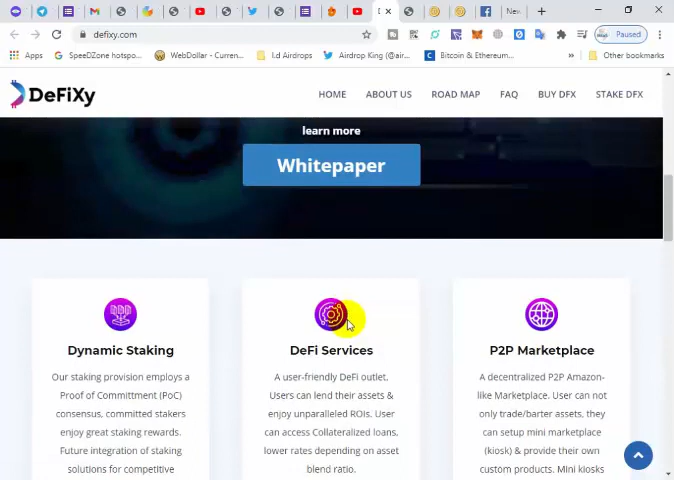 New
defixy.com
Paused
Apps
SpeeDZone hotspo...
WebDollar - Curren...
I.d Airdrops
Airdrop King (@air...
Bitcoin & Ethereum...
Other bookmarks
DeFiXy
HOME
ABOUT US
ROAD MAP
FAQ
BUY DFX
STAKE DFX
learn more
Whitepaper
Dynamic Staking
Our staking provision employs a
Proof of Committment (PoC)
consensus, committed stakers
enjoy great staking rewards.
Future integration of staking
solutions for competitive
DeFi Services
A user-friendly DeFi outlet.
Users can lend their assets &
enjoy unparalleled ROIs. User
can access Collateralized loans,
lower rates depending on asset
blend ratio.
P2P Marketplace
A decentralized P2P Amazon-
like Marketplace. User can not
only trade/barter assets, they
can setup mini marketplace
(kiosk) & provide their own
custom products. Mini kiosks